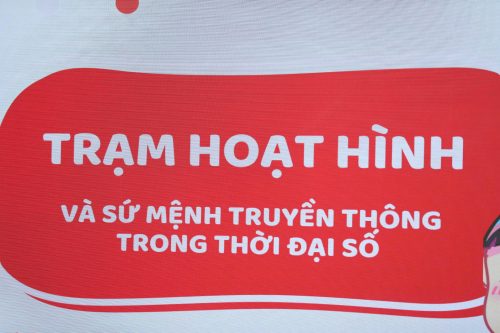 TRẠM HOẠT HÌNH
VÀ SỨ MỆNH TRUYỀN THÔNG
TRONG THỜI ĐẠI SỐ